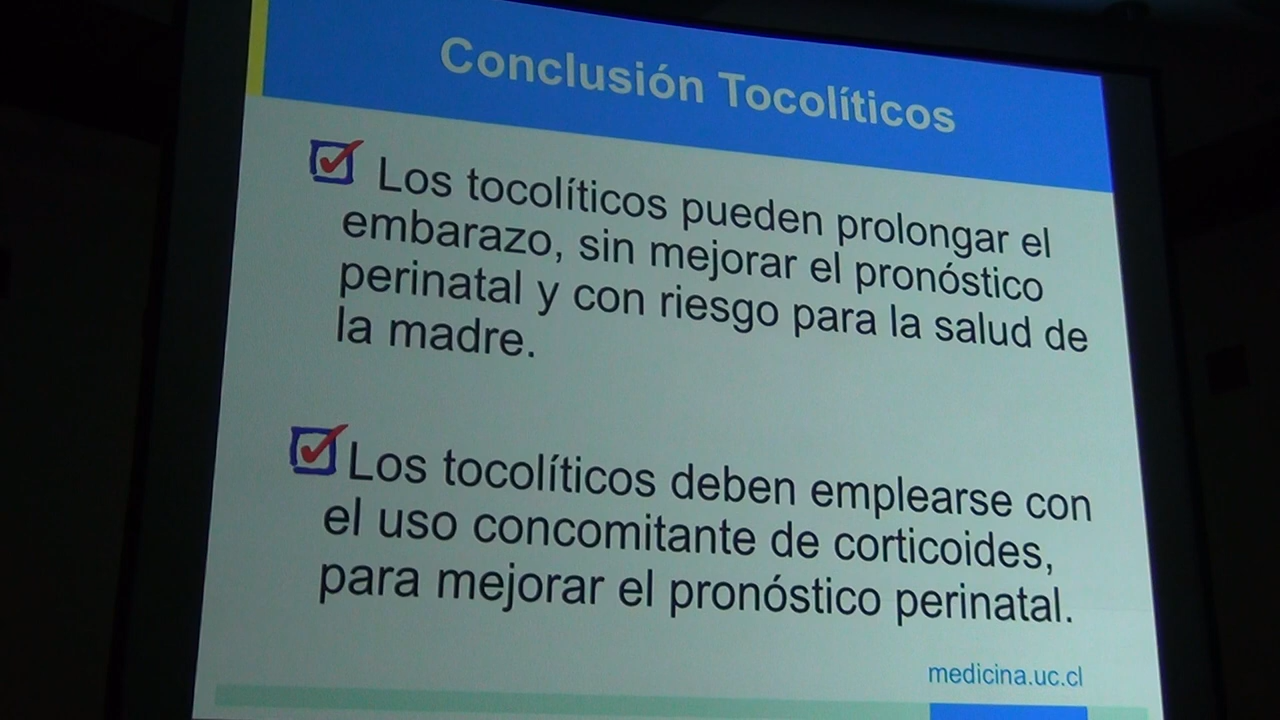 Conclusión Tocolíticos
Los tocolíticos pueden prolongar el
embarazo, sin mejorar el pronóstico
perinatal y con riesgo para la salud de
la madre.
Los tocolíticos deben emplearse con
el uso concomitante de corticoides,
para mejorar el pronóstico perinatal.
medicina.uc.cl